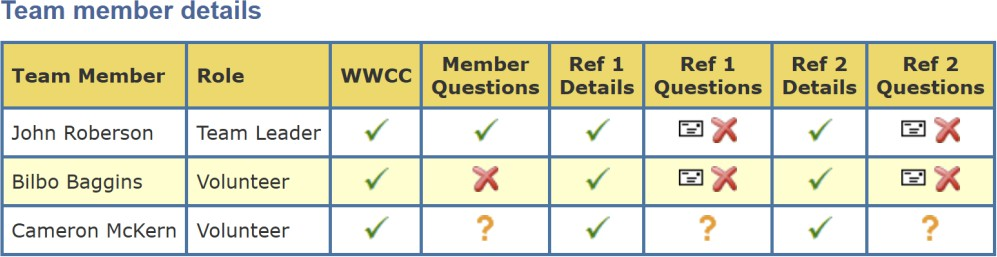 Team member details
Team Member Role WWCC Member Questions Ref 1 Details Ref 1 Questions Ref 2 Details Ref 2 Questions
John Roberson Team Leader ✓ ✓ ✓ ✉ ✗ ✓ ✉ ✗
Bilbo Baggins Volunteer ✓ ✗ ✓ ✉ ✗ ✓ ✉ ✗
Cameron McKern Volunteer ✓ ? ✓ ? ✓ ?